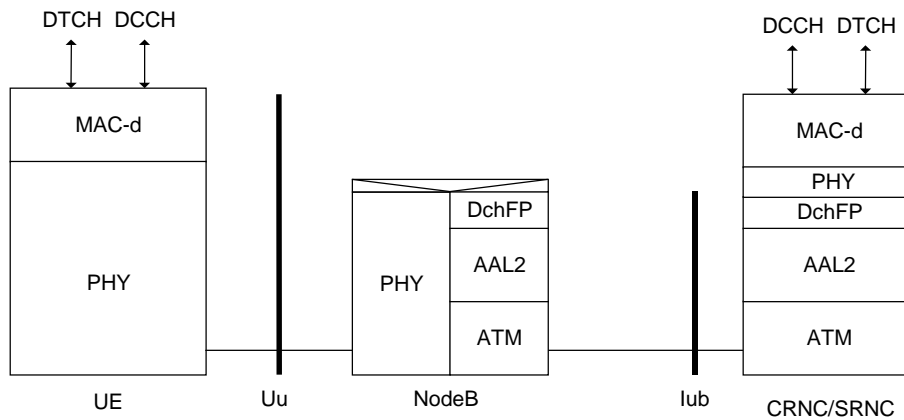 DTCH DCCH
DCCH DTCH
MAC-d
MAC-d
PHY
DchFP
DchFP
PHY
PHY
AAL2
AAL2
ATM
ATM
UE
Uu
NodeB
Iub
CRNC/SRNC